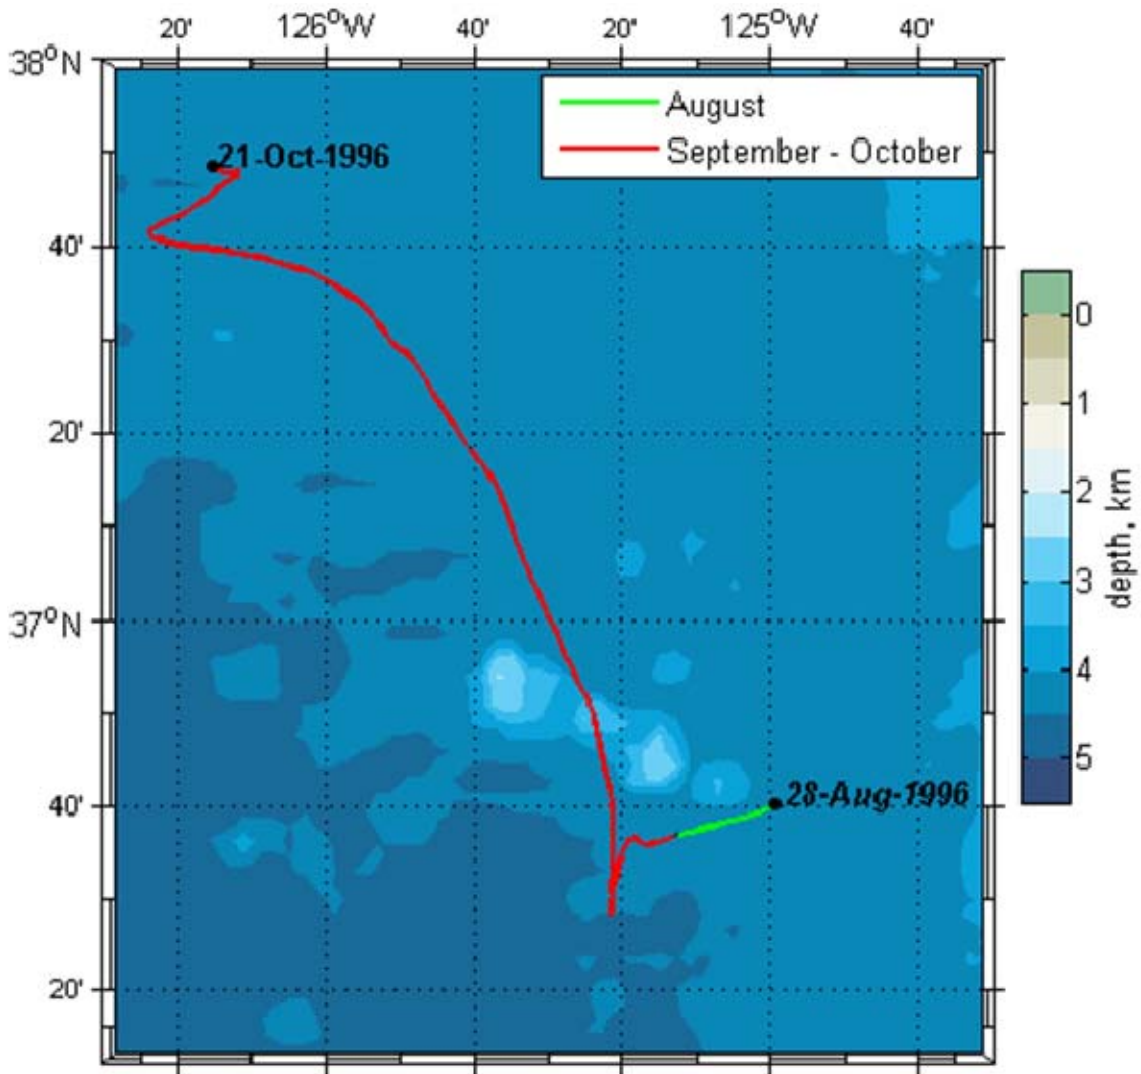 20' 126°W 40' 20' 125°W 40'
38°N
August
September - October
21-Oct-1996
40'
0
20'
1
2
3
37°N
4
5
depth, km
28-Aug-1996
40'
20'